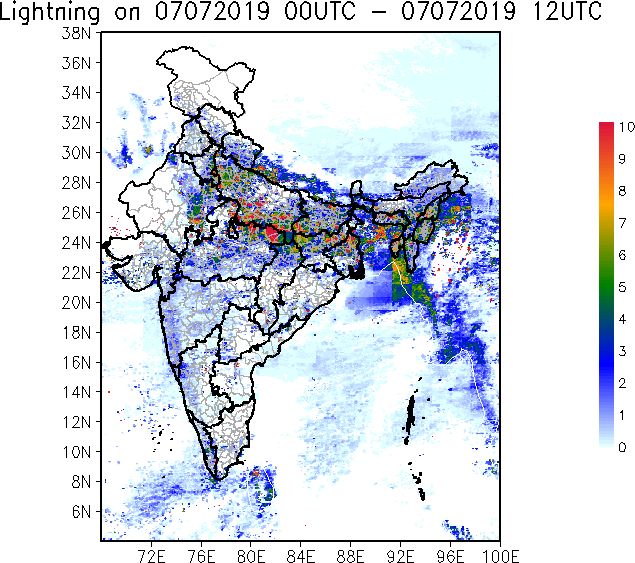 Lightning on 07072019 00UTC – 07072019 12UTC
38N
36N
34N
32N
30N
28N
26N
24N
22N
20N
18N
16N
14N
12N
10N
8N
6N
72E 76E 80E 84E 88E 92E 96E 100E
10
9
8
7
6
5
4
3
2
1
0